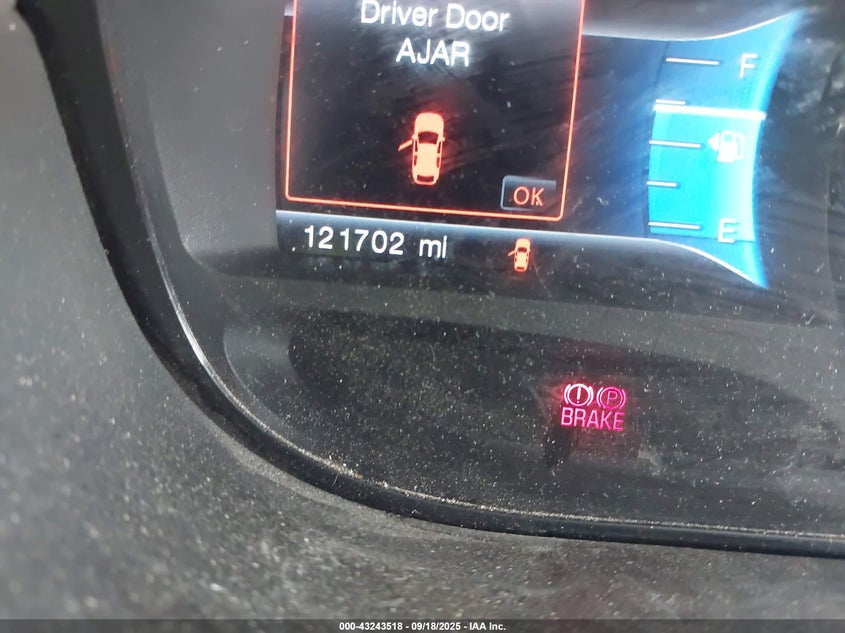 Driver Door
AJAR
F
OK
E
121702 mi
P
BRAKE
000-43243518 - 09/18/2025 - IAA Inc.